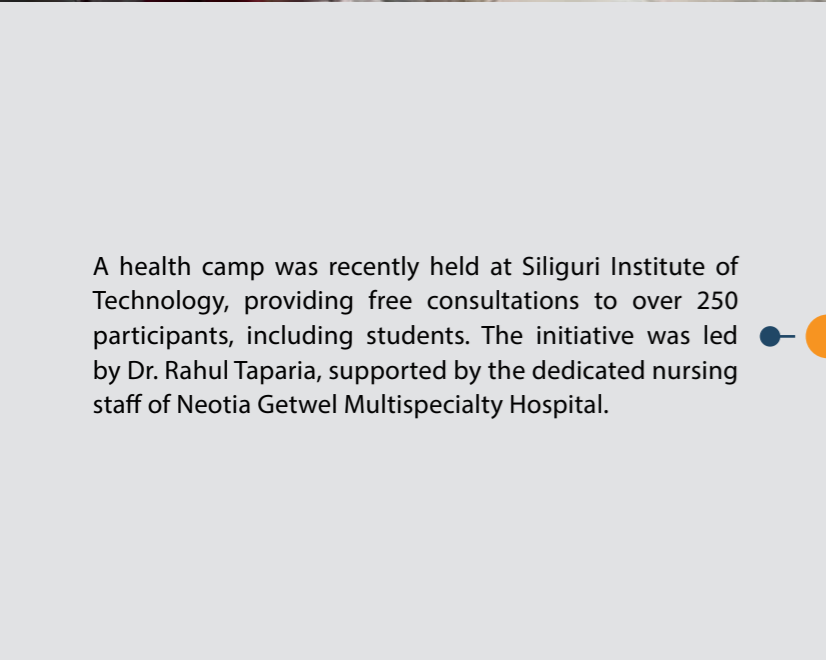 A health camp was recently held at Siliguri Institute of
Technology, providing free consultations to over 250
participants, including students. The initiative was led
by Dr. Rahul Taparia, supported by the dedicated nursing
staff of Neotia Getwel Multispecialty Hospital.